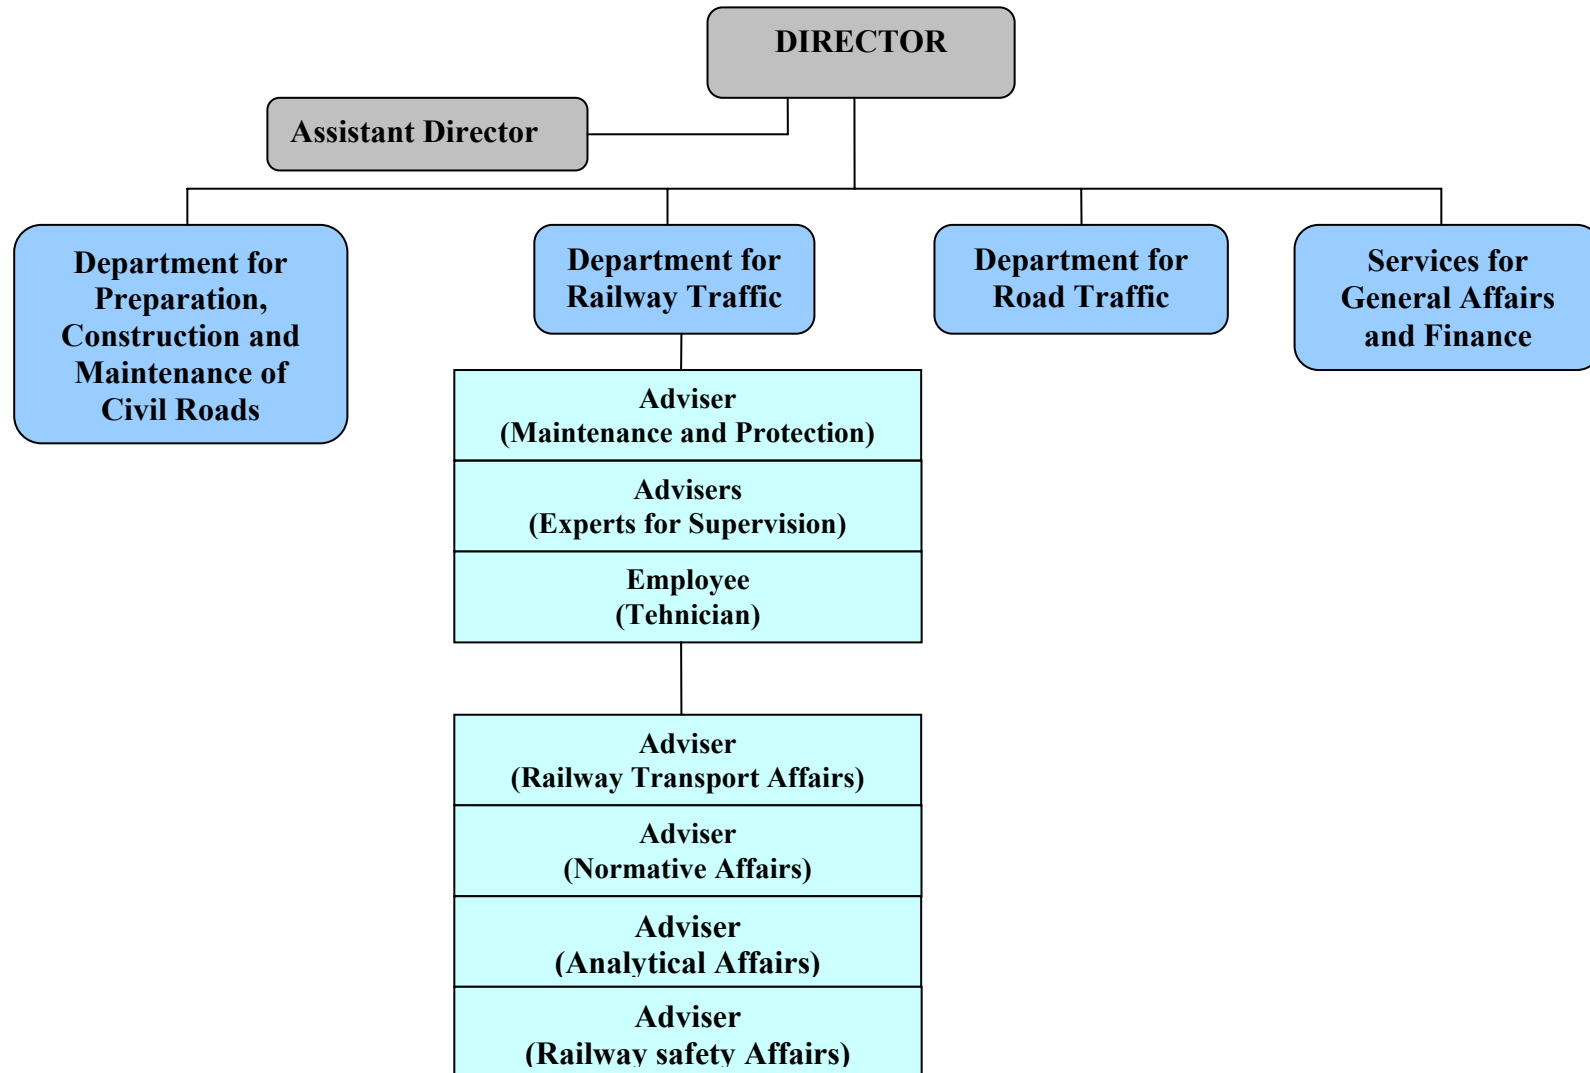 DIRECTOR
Assistant Director
Department for
Preparation,
Construction and
Maintenance of
Civil Roads
Department for
Railway Traffic
Department for
Road Traffic
Services for
General Affairs
and Finance
Adviser
(Maintenance and Protection)
Advisers
(Experts for Supervision)
Employee
(Tehnician)
Adviser
(Railway Transport Affairs)
Adviser
(Normative Affairs)
Adviser
(Analytical Affairs)
Adviser
(Railway safety Affairs)